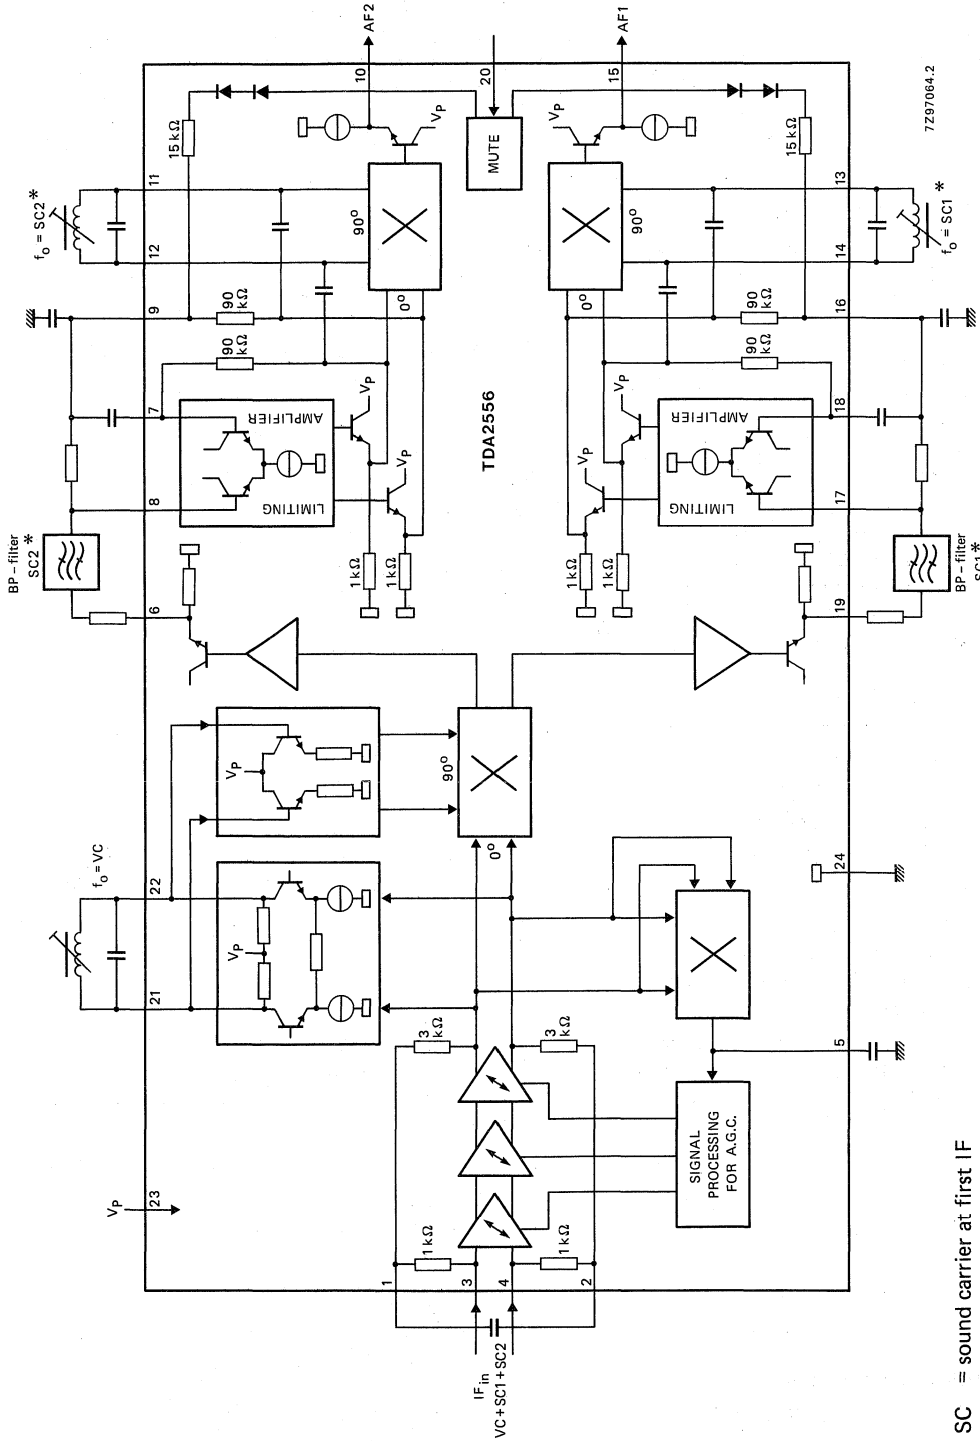 AF2
10
20
15
AF1
7Z97064.2
15 kΩ
VP
MUTE
VP
15 kΩ
11
90°
90°
13
fo = SC2*
12
14
fo = SC1*
9
90 kΩ
0°
0°
90 kΩ
16
90 kΩ
90 kΩ
7
AMPLIFIER
VP
TDA2556
VP
AMPLIFIER
18
8
LIMITING
VP
VP
LIMITING
17
BP – filter
SC2*
1 kΩ
1 kΩ
1 kΩ
1 kΩ
BP – filter
SC1*
6
19
VP
90°
fo = VC
22
0°
24
VP
21
3 kΩ
3 kΩ
5
SIGNAL
PROCESSING
FOR A.G.C.
VP
23
1 kΩ
1 kΩ
1
3
4
2
IFin
VC + SC1 + SC2
SC = sound carrier at first IF